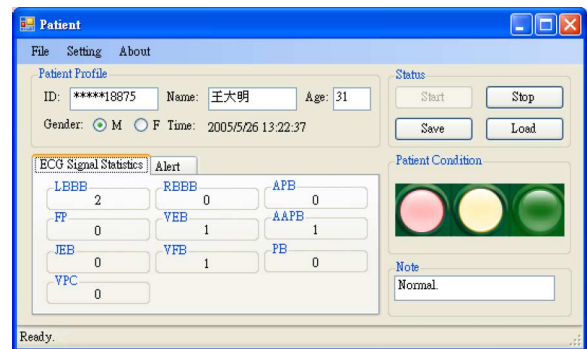 Patient
File Setting About
Patient Profile
ID: *****18875 Name: 王大明 Age: 31
Gender: M F Time: 2005/5/26 13:22:37
Status
Start Stop
Save Load
ECG Signal Statistics Alert
LBBB 2 RBBB 0 APB 0
FP 0 VEB 1 AAPB 1
JEB 0 VFB 1 PB 0
VPC 0
Patient Condition
Note
Normal.
Ready.